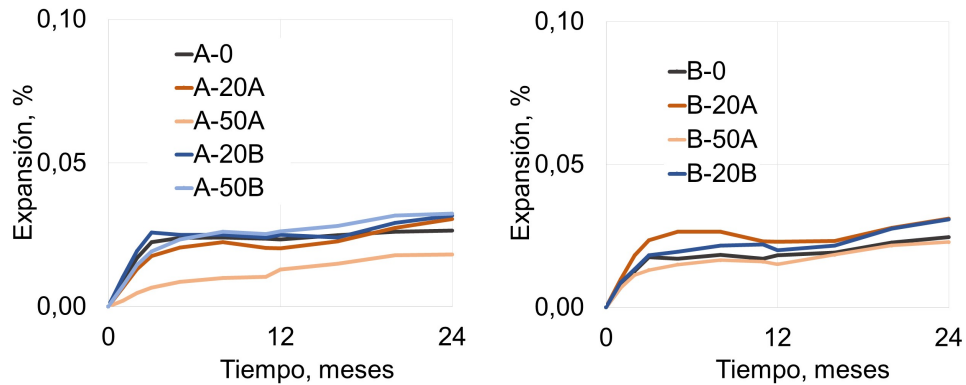 0,10
A-0
A-20A
A-50A
A-20B
A-50B
0,05
0,00
Expansión, %
0
12
24
Tiempo, meses
0,10
B-0
B-20A
B-50A
B-20B
0,05
0,00
Expansión, %
0
12
24
Tiempo, meses